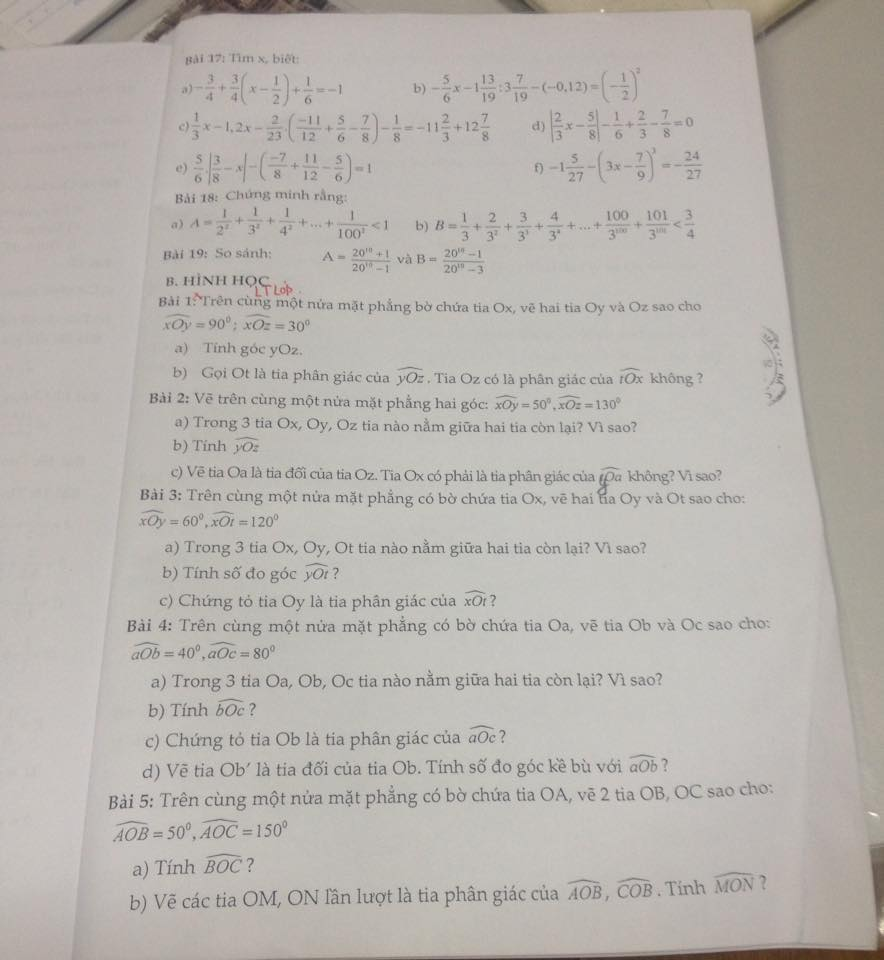 Bài 17: Tìm x, biết:
a) -3/4 + 3/4(x - 1/2) + 1/6 = -1 b) -5/6 x - 1 13/19 : 3 7/19 - (-0,12) = (-1/2)²
c) 1/3 x - 1,2x - 2/23 . (-11/12 + 5/6 - 7/8) - 1/8 = -11 2/3 + 12 7/8 d) |2/3 x - 5/8| - 1/6 + 2/3 - 7/8 = 0
e) 5/6 . |3/8 - x| - (-7/8 + 11/12 - 5/6) = 1 f) -1 5/27 - (3x - 7/9)³ = -24/27
Bài 18: Chứng minh rằng:
a) A = 1/2² + 1/3² + 1/4² + ... + 1/100² < 1 b) B = 1/3 + 2/3² + 3/3³ + 4/3⁴ + ... + 100/3¹⁰⁰ + 101/3¹⁰¹ < 3/4
Bài 19: So sánh: A = 20¹⁰ + 1 / 20¹⁰ - 1 và B = 20¹⁰ - 1 / 20¹⁰ - 3
B. HÌNH HỌC
LT Lớp
Bài 1: Trên cùng một nửa mặt phẳng bờ chứa tia Ox, vẽ hai tia Oy và Oz sao cho
xOy = 90⁰ ; xOz = 30⁰
a) Tính góc yOz.
b) Gọi Ot là tia phân giác của yOz . Tia Oz có là phân giác của tOx không ?
Bài 2: Vẽ trên cùng một nửa mặt phẳng hai góc: xOy = 50⁰, xOz = 130⁰
a) Trong 3 tia Ox, Oy, Oz tia nào nằm giữa hai tia còn lại? Vì sao?
b) Tính yOz
c) Vẽ tia Oa là tia đối của tia Oz. Tia Ox có phải là tia phân giác của yOa không? Vì sao?
Bài 3: Trên cùng một nửa mặt phẳng có bờ chứa tia Ox, vẽ hai tia Oy và Ot sao cho:
xOy = 60⁰, xOt = 120⁰
a) Trong 3 tia Ox, Oy, Ot tia nào nằm giữa hai tia còn lại? Vì sao?
b) Tính số đo góc yOt ?
c) Chứng tỏ tia Oy là tia phân giác của xOt ?
Bài 4: Trên cùng một nửa mặt phẳng có bờ chứa tia Oa, vẽ tia Ob và Oc sao cho:
aOb = 40⁰, aOc = 80⁰
a) Trong 3 tia Oa, Ob, Oc tia nào nằm giữa hai tia còn lại? Vì sao?
b) Tính bOc ?
c) Chứng tỏ tia Ob là tia phân giác của aOc ?
d) Vẽ tia Ob′ là tia đối của tia Ob. Tính số đo góc kề bù với aOb ?
Bài 5: Trên cùng một nửa mặt phẳng có bờ chứa tia OA, vẽ 2 tia OB, OC sao cho:
AOB = 50⁰, AOC = 150⁰
a) Tính BOC ?
b) Vẽ các tia OM, ON lần lượt là tia phân giác của AOB , COB . Tính MON ?